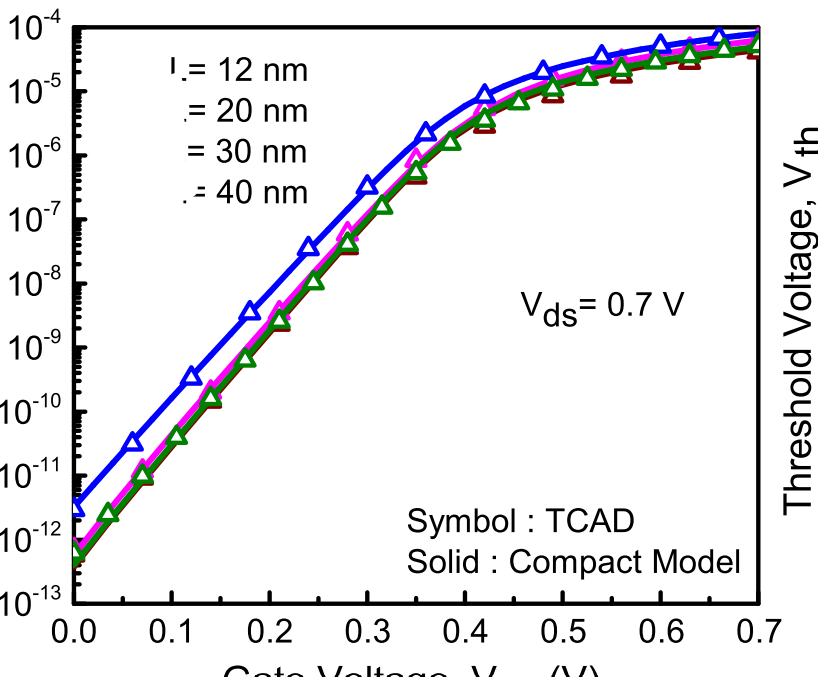 10-4
10-5
10-6
10-7
10-8
10-9
10-10
10-11
10-12
10-13
= 12 nm
= 20 nm
= 30 nm
= 40 nm
Vds= 0.7 V
Symbol : TCAD
Solid : Compact Model
0.0 0.1 0.2 0.3 0.4 0.5 0.6 0.7
Gate Voltage, V (V)
Threshold Voltage, Vth